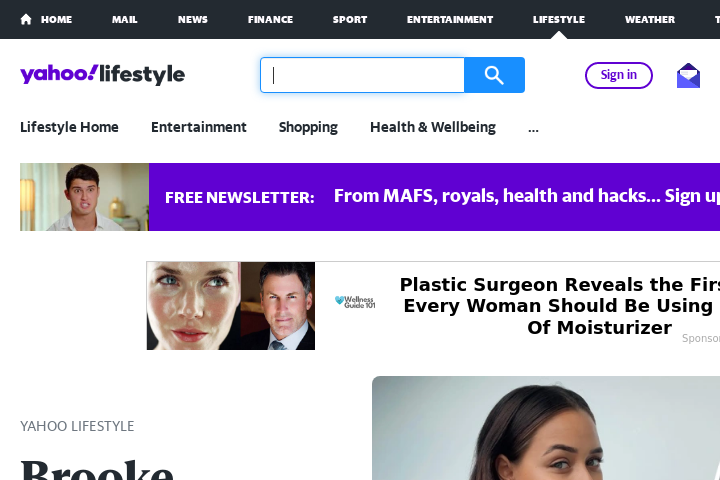 HOME MAIL NEWS FINANCE SPORT ENTERTAINMENT LIFESTYLE WEATHER
yahoo!lifestyle
Sign in
Lifestyle Home Entertainment Shopping Health & Wellbeing ...
FREE NEWSLETTER: From MAFS, royals, health and hacks... Sign up
Wellness
Guide 101
Plastic Surgeon Reveals the
Every Woman Should Be Using
Of Moisturizer
YAHOO LIFESTYLE
Brooke